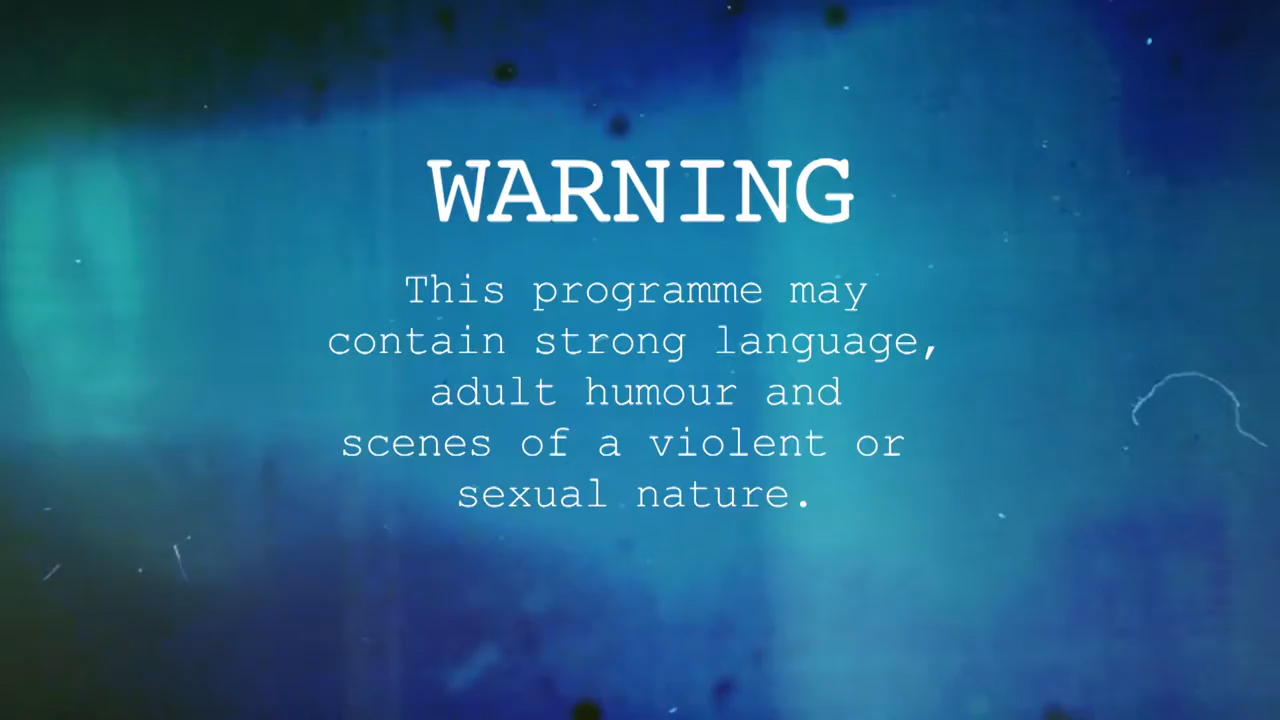 WARNING
This programme may
contain strong language,
adult humour and
scenes of a violent or
sexual nature.